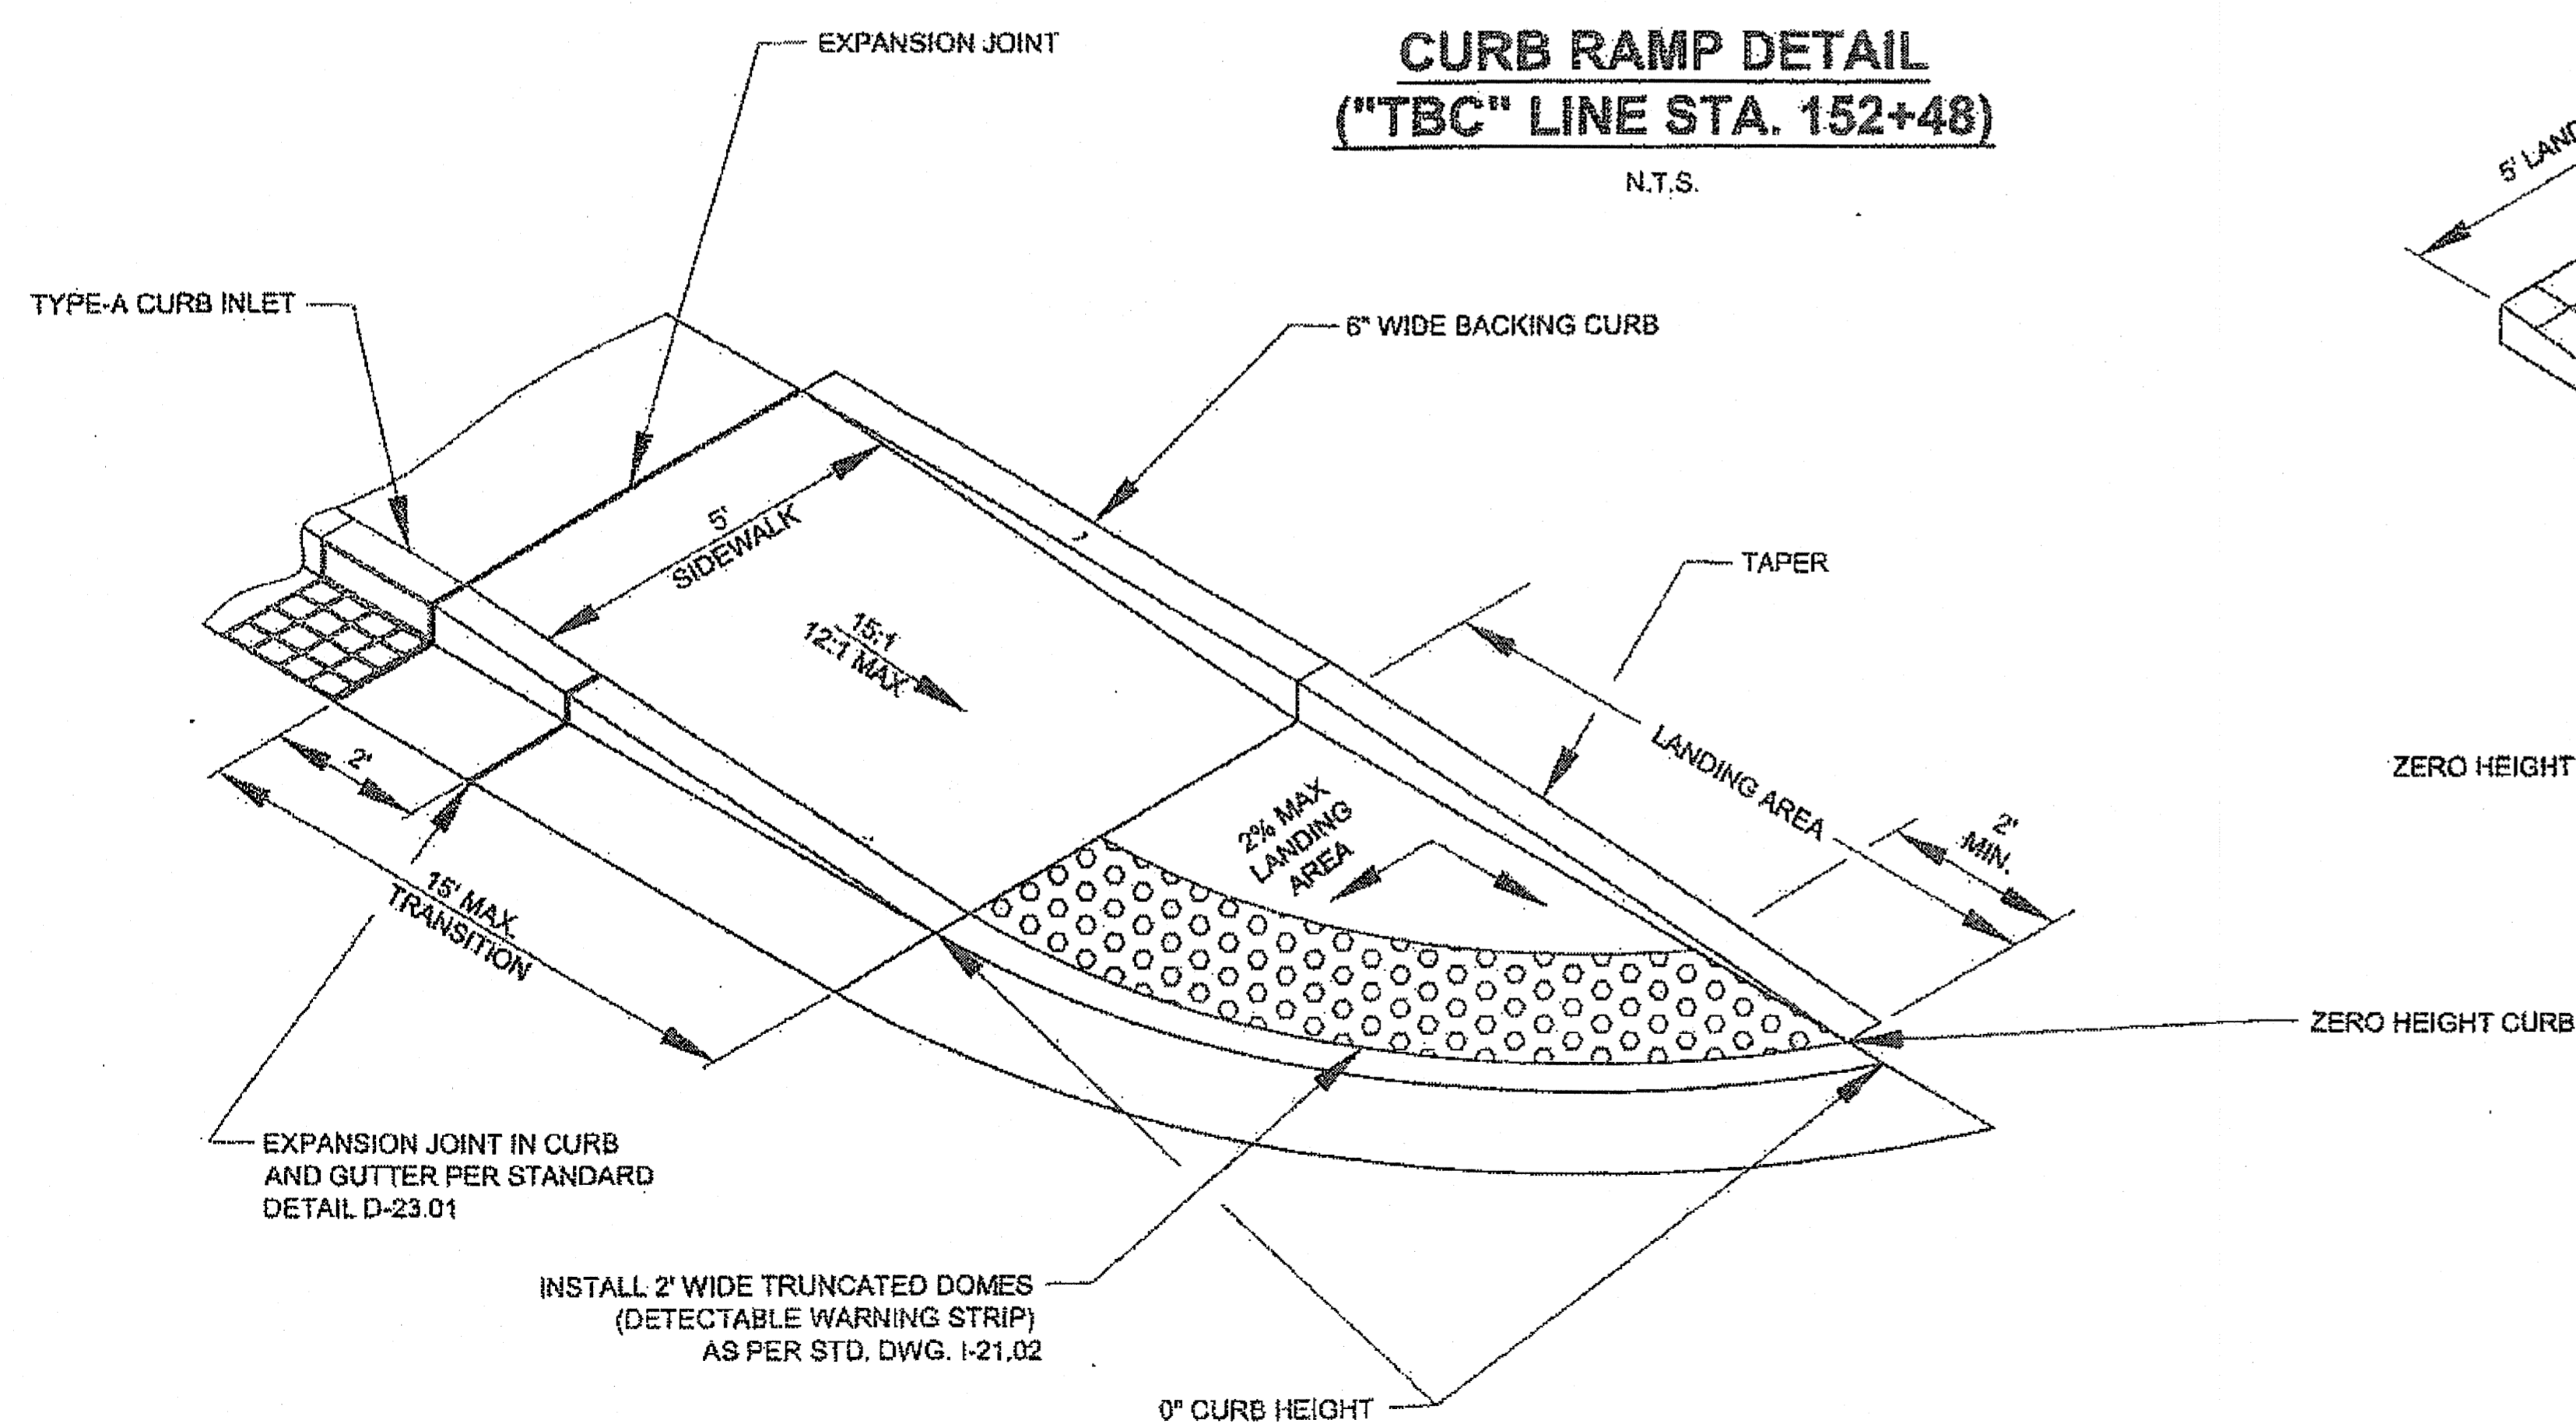 CURB RAMP DETAIL
("TBC" LINE STA. 152+48)
N.T.S.
EXPANSION JOINT
TYPE-A CURB INLET
6" WIDE BACKING CURB
5'
SIDEWALK
15:1
12:1 MAX
TAPER
LANDING AREA
2'
MIN.
2% MAX
LANDING
AREA
2'
15' MAX.
TRANSITION
ZERO HEIGHT CURB
EXPANSION JOINT IN CURB
AND GUTTER PER STANDARD
DETAIL D-23.01
INSTALL 2' WIDE TRUNCATED DOMES
(DETECTABLE WARNING STRIP)
AS PER STD. DWG. I-21.02
0" CURB HEIGHT
5'
ZERO HEIGHT